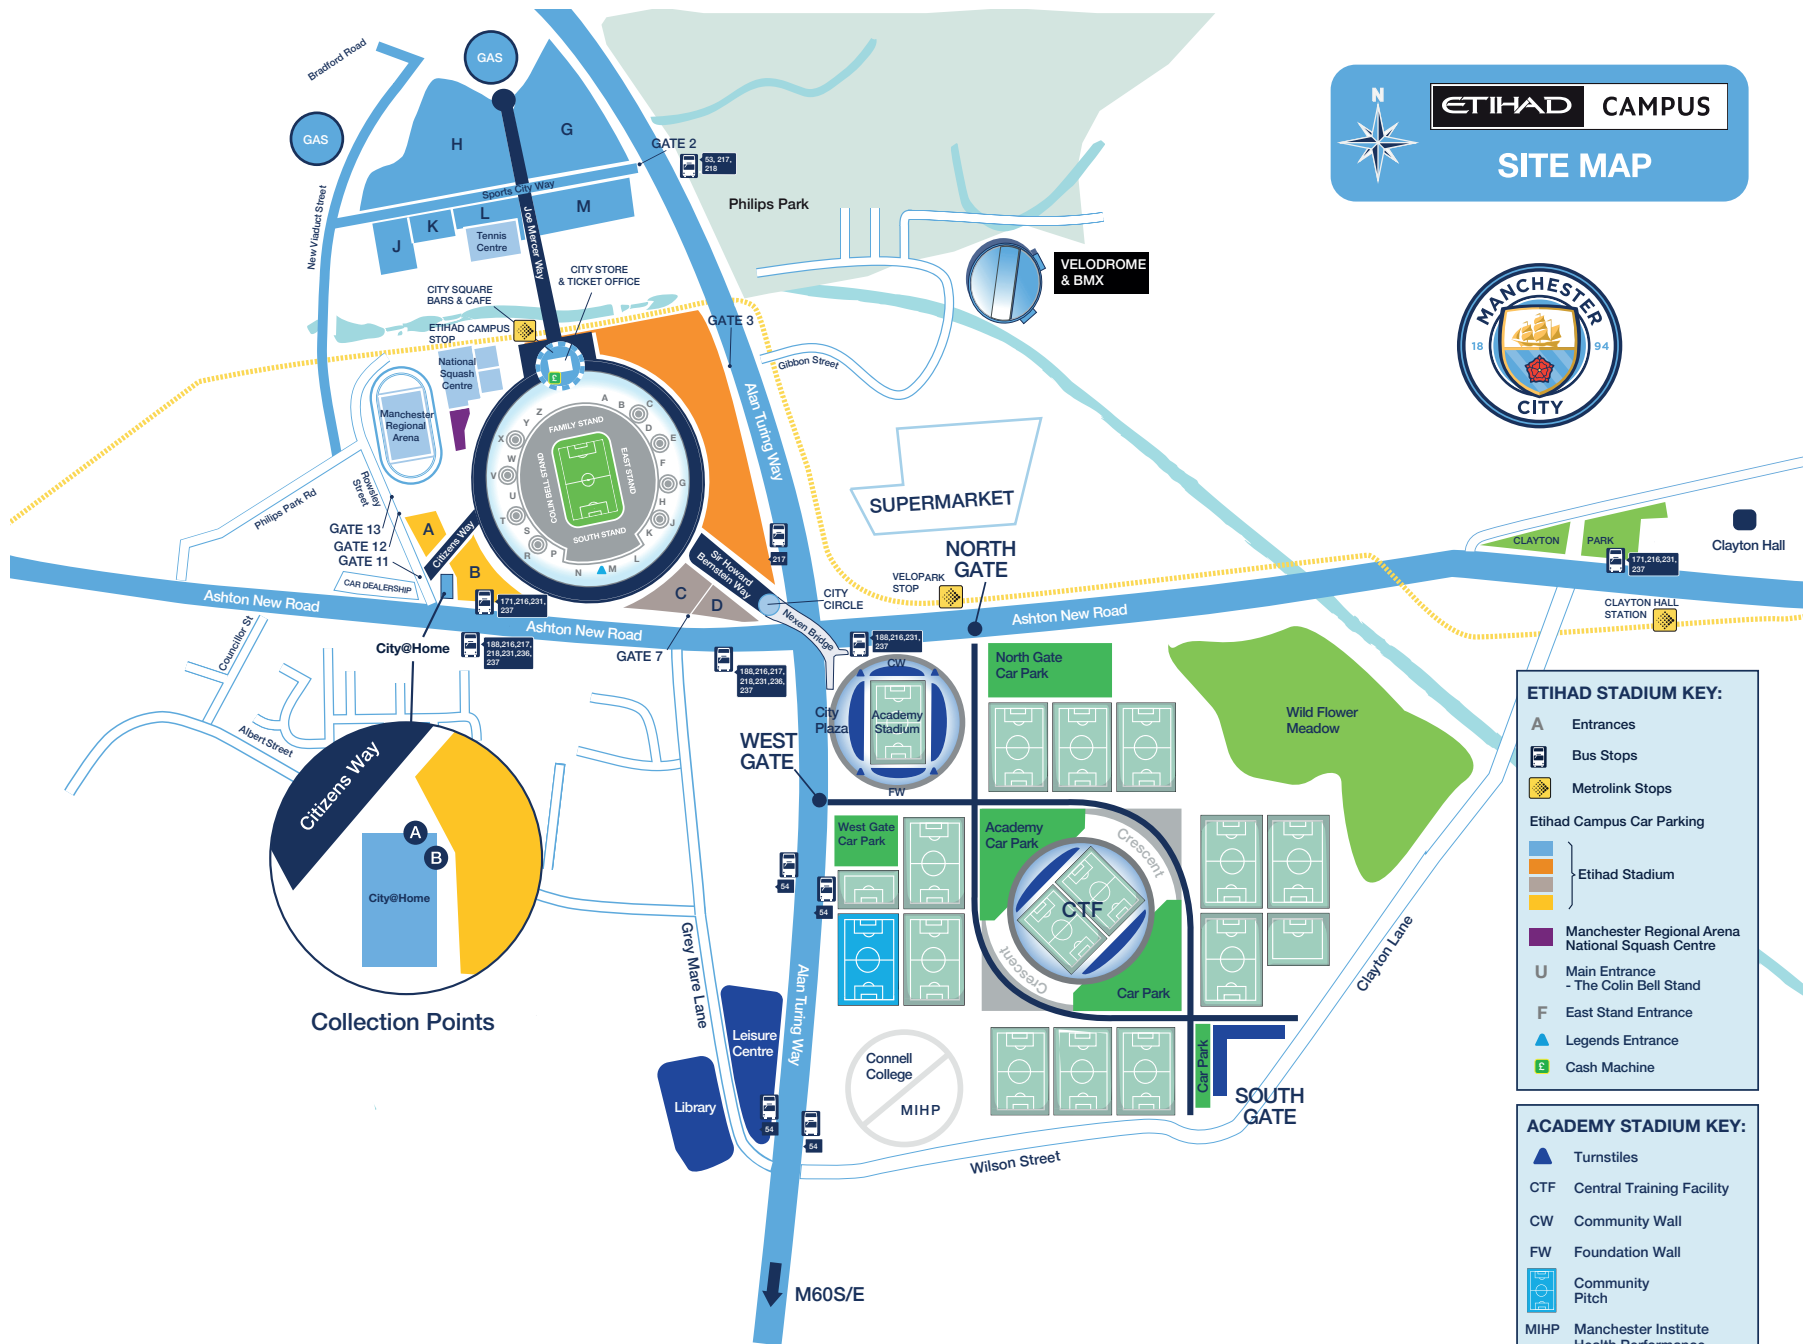 GAS
Bradford Road
GAS
H
G
GATE 2
53, 217,
218
Sports City Way
New Viaduct Street
J
K
L
M
Tennis
Centre
Joe Mercer Way
Philips Park
N
ETIHAD
CAMPUS
SITE MAP
VELODROME
& BMX
MANCHESTER
18
94
CITY
CITY STORE
& TICKET OFFICE
CITY SQUARE
BARS & CAFE
ETIHAD CAMPUS
STOP
GATE 3
Gibbon Street
Alan Turing Way
National
Squash
Centre
Manchester
Regional
Arena
£
A
B
C
D
E
F
G
H
J
K
L
M
N
P
R
S
T
U
V
W
X
Y
Z
FAMILY STAND
EAST STAND
COLIN BELL STAND
SOUTH STAND
Rowsley
Street
Philips Park Rd
GATE 13
GATE 12
GATE 11
CAR DEALERSHIP
A
Citizens Way
B
C
D
Sir Howard
Bernstein Way
217
SUPERMARKET
NORTH
GATE
VELOPARK
STOP
CITY
CIRCLE
Nexen Bridge
CLAYTON
PARK
Clayton Hall
171,216,231,
237
CLAYTON HALL
STATION
Ashton New Road
Ashton New Road
Ashton New Road
171,216,231,
237
188,216,217,
218,231,236,
237
188,216,217,
218,231,236,
237
188,216,231,
237
GATE 7
City@Home
Councillor St
Albert Street
CW
City
Plaza
Academy
Stadium
FW
WEST
GATE
North Gate
Car Park
Wild Flower
Meadow
West Gate
Car Park
Academy
Car Park
Crescent
CTF
Crescent
Car Park
54
54
Citizens Way
A
B
City@Home
Collection Points
Grey Mare Lane
Alan Turing Way
Leisure
Centre
Library
54
54
Connell
College
MIHP
Car Park
SOUTH
GATE
Clayton Lane
Wilson Street
M60S/E
ETIHAD STADIUM KEY:
A Entrances
Bus Stops
Metrolink Stops
Etihad Campus Car Parking
Etihad Stadium
Manchester Regional Arena
National Squash Centre
U Main Entrance
- The Colin Bell Stand
F East Stand Entrance
Legends Entrance
£ Cash Machine
ACADEMY STADIUM KEY:
Turnstiles
CTF Central Training Facility
CW Community Wall
FW Foundation Wall
Community
Pitch
MIHP Manchester Institute
Health Performance